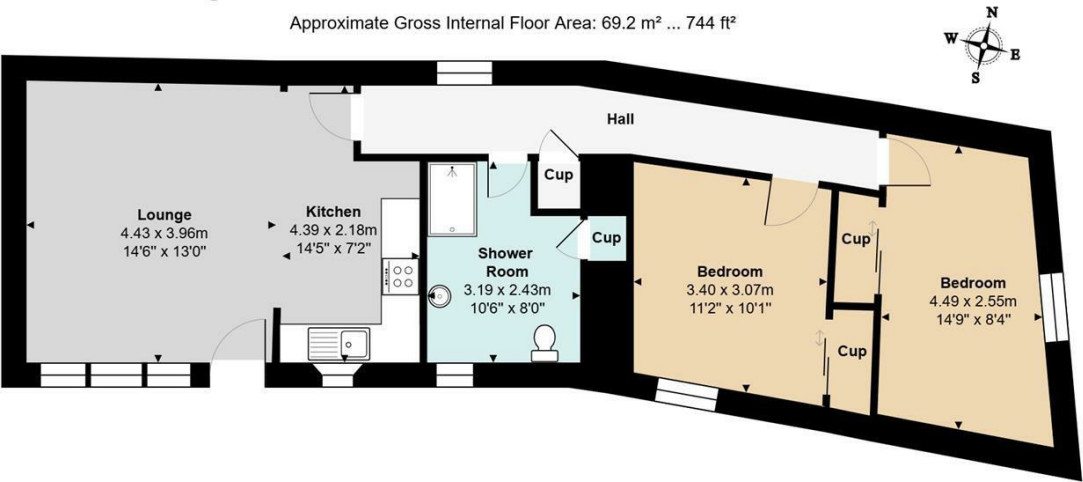 Approximate Gross Internal Floor Area: 69.2 m² ... 744 ft²
N
W
E
S
Hall
Cup
Lounge
4.43 x 3.96m
14'6" x 13'0"
Kitchen
4.39 x 2.18m
14'5" x 7'2"
Shower
Room
3.19 x 2.43m
10'6" x 8'0"
Cup
Bedroom
3.40 x 3.07m
11'2" x 10'1"
Cup
Cup
Bedroom
4.49 x 2.55m
14'9" x 8'4"